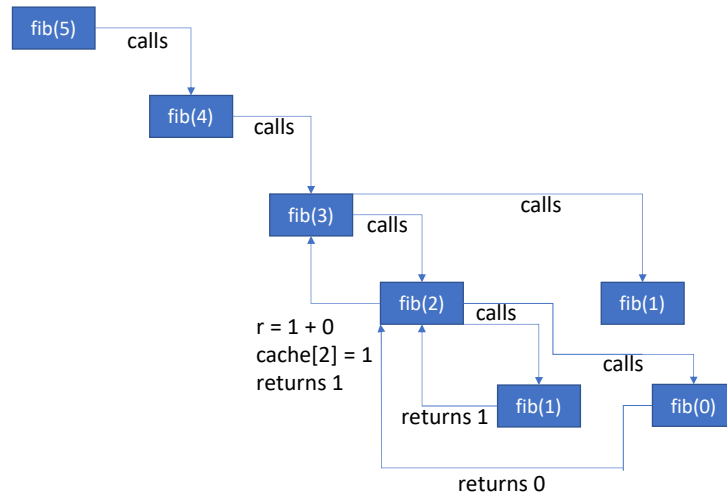 fib(5)
calls
fib(4)
calls
fib(3)
calls
calls
fib(2)
fib(1)
calls
r = 1 + 0
cache[2] = 1
returns 1
calls
fib(1)
fib(0)
returns 1
returns 0